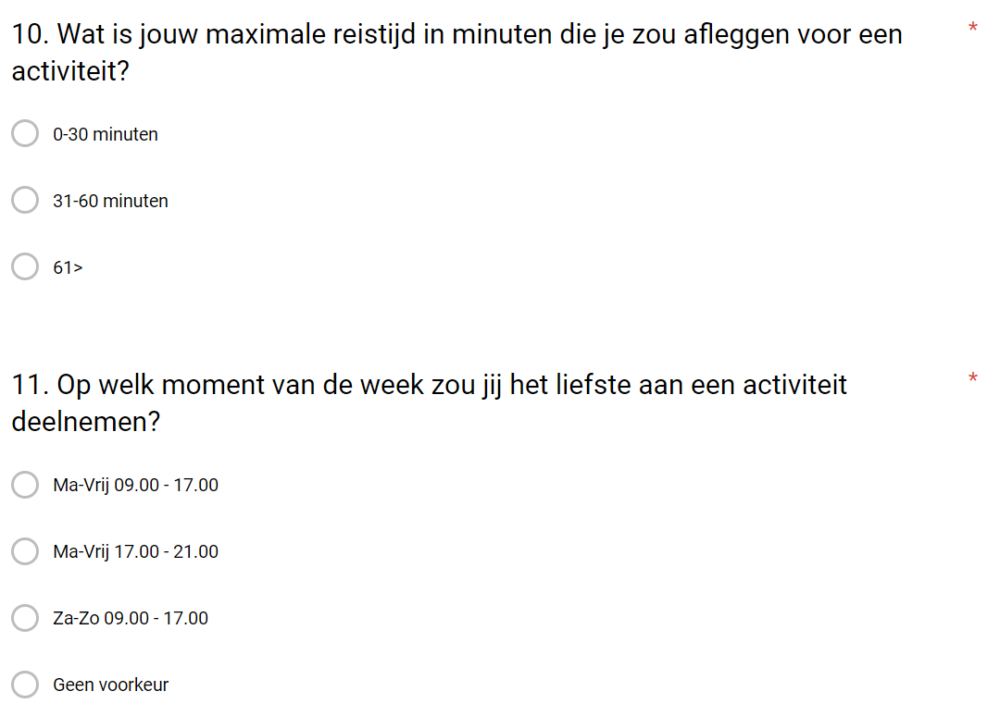 10. Wat is jouw maximale reistijd in minuten die je zou afleggen voor een *
activiteit?
0-30 minuten
31-60 minuten
61>
11. Op welk moment van de week zou jij het liefste aan een activiteit *
deelnemen?
Ma-Vrij 09.00 - 17.00
Ma-Vrij 17.00 - 21.00
Za-Zo 09.00 - 17.00
Geen voorkeur